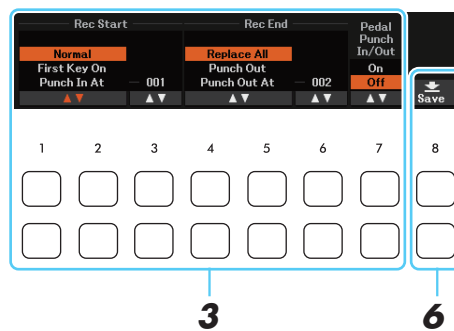 Rec Start
Rec End
Pedal
Punch
In/Out
Normal
First Key On
Punch In At
001
Replace All
Punch Out
Punch Out At
002
On
Off
Save
1 2 3 4 5 6 7 8
3
6